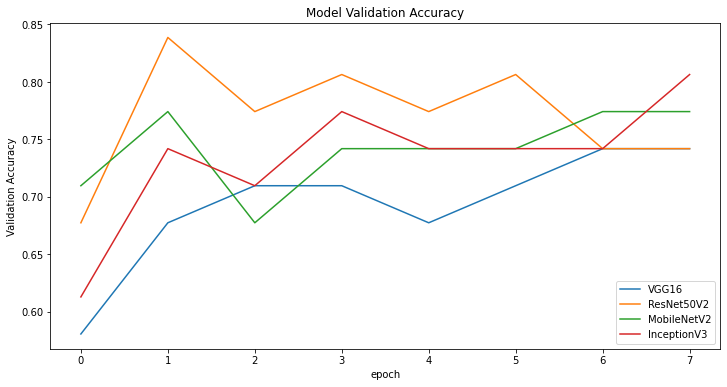 Model Validation Accuracy
Validation Accuracy
0.85
0.80
0.75
0.70
0.65
0.60
0 1 2 3 4 5 6 7
epoch
VGG16
ResNet50V2
MobileNetV2
InceptionV3